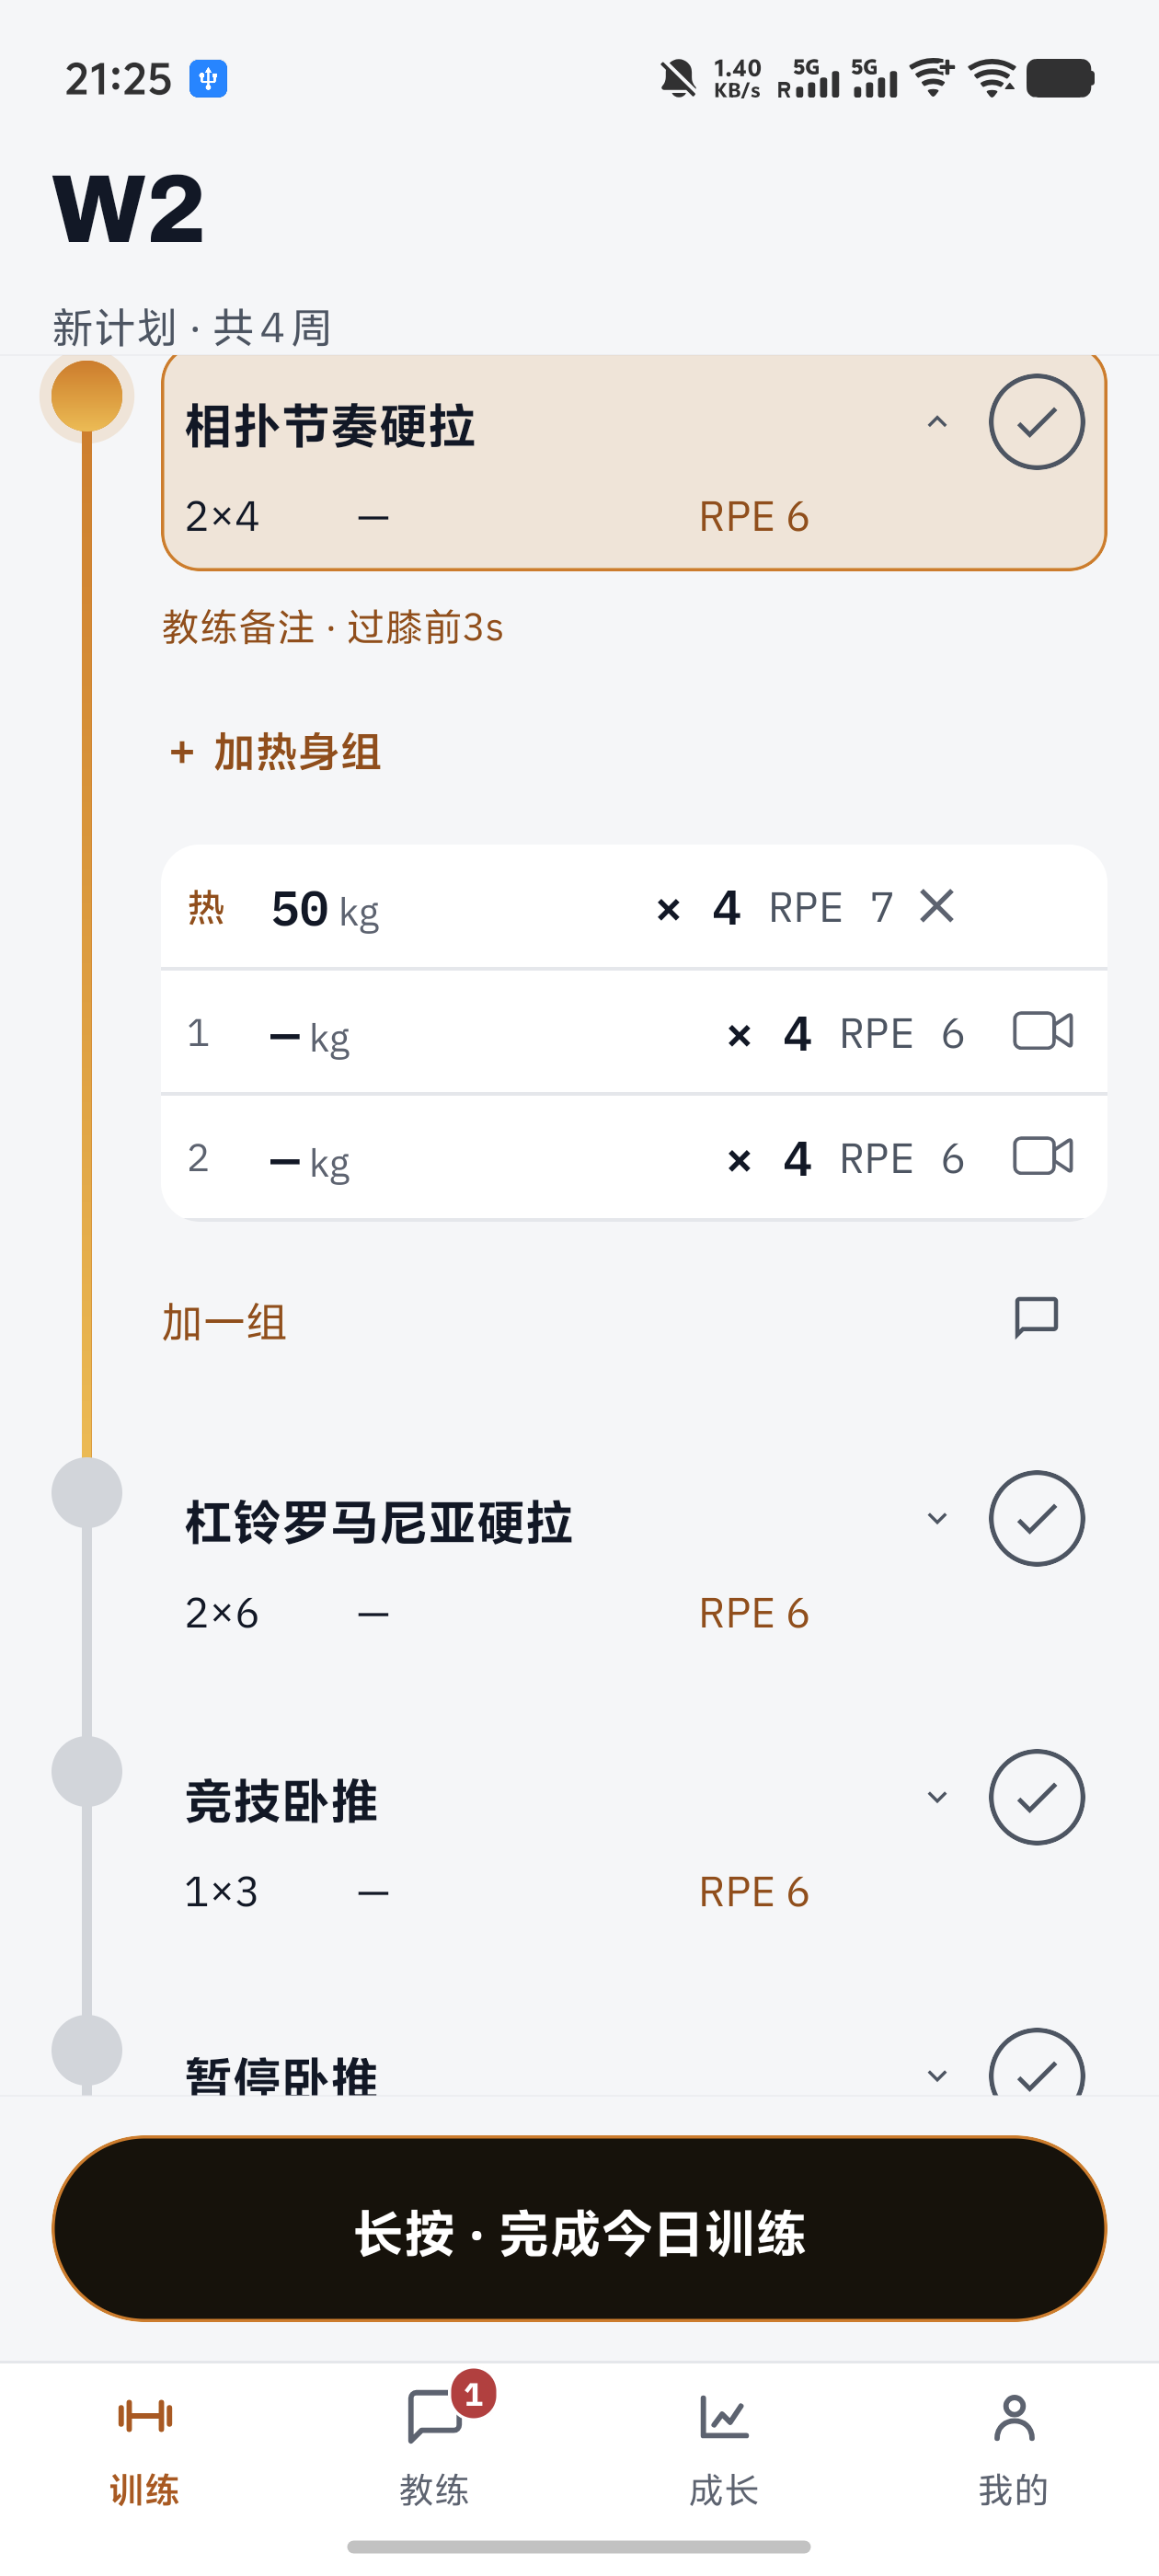 21:25 1.40 KB/s R 5G 5G
W2
新计划 · 共4周
相扑节奏硬拉
2×4 — RPE 6
教练备注 · 过膝前3s
+ 加热身组
热 50 kg × 4 RPE 7
1 — kg × 4 RPE 6
2 — kg × 4 RPE 6
加一组
杠铃罗马尼亚硬拉
2×6 — RPE 6
竞技卧推
1×3 — RPE 6
暂停卧推
长按 · 完成今日训练
1
训练 教练 成长 我的